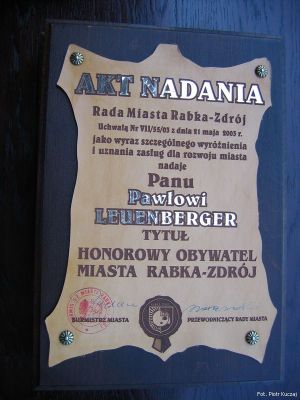 AKT NADANIA
Rada Miasta Rabka-Zdrój
Uchwałą Nr VII/55/03 z dnia 21 maja 2003 r.
jako wyraz szczególnego wyróżnienia
i uznania zasług dla rozwoju miasta
nadaje
Panu
Pawłowi
LEUENBERGER
TYTUŁ
HONOROWY OBYWATEL
MIASTA RABKA-ZDRÓJ
BURMISTRZ MIASTA
PRZEWODNICZĄCY RADY MIASTA
Fot. Piotr Kuczaj